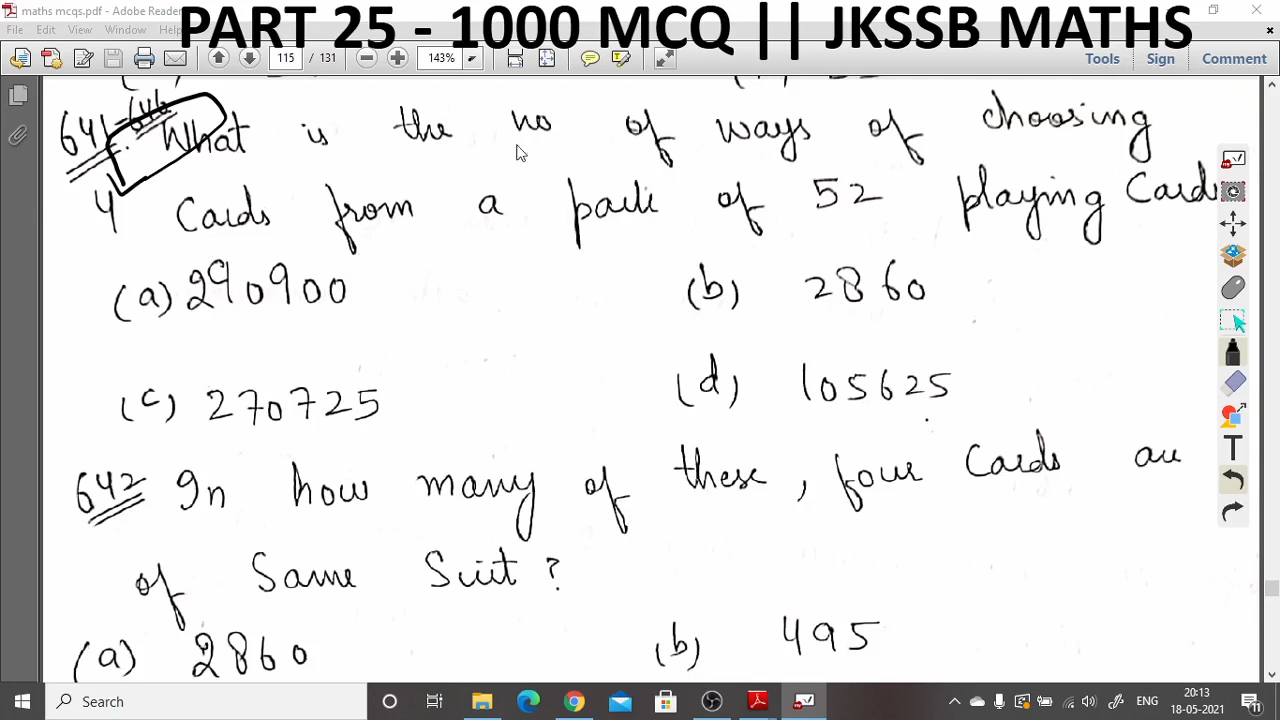 PART 25 - 1000 MCQ || JKSSB MATHS
maths mcqs.pdf - Adobe Reader
File Edit View Window
115 / 131 143% Tools Sign Comment
641-646. What is the no of ways of choosing
4 Cards from a pack of 52 playing Cards
(a) 290900 (b) 2860
(c) 270725 (d) 105625
642 In how many of these, four Cards are
of Same Suit?
(a) 2860 (b) 495
Search ENG 20:13
18-05-2021